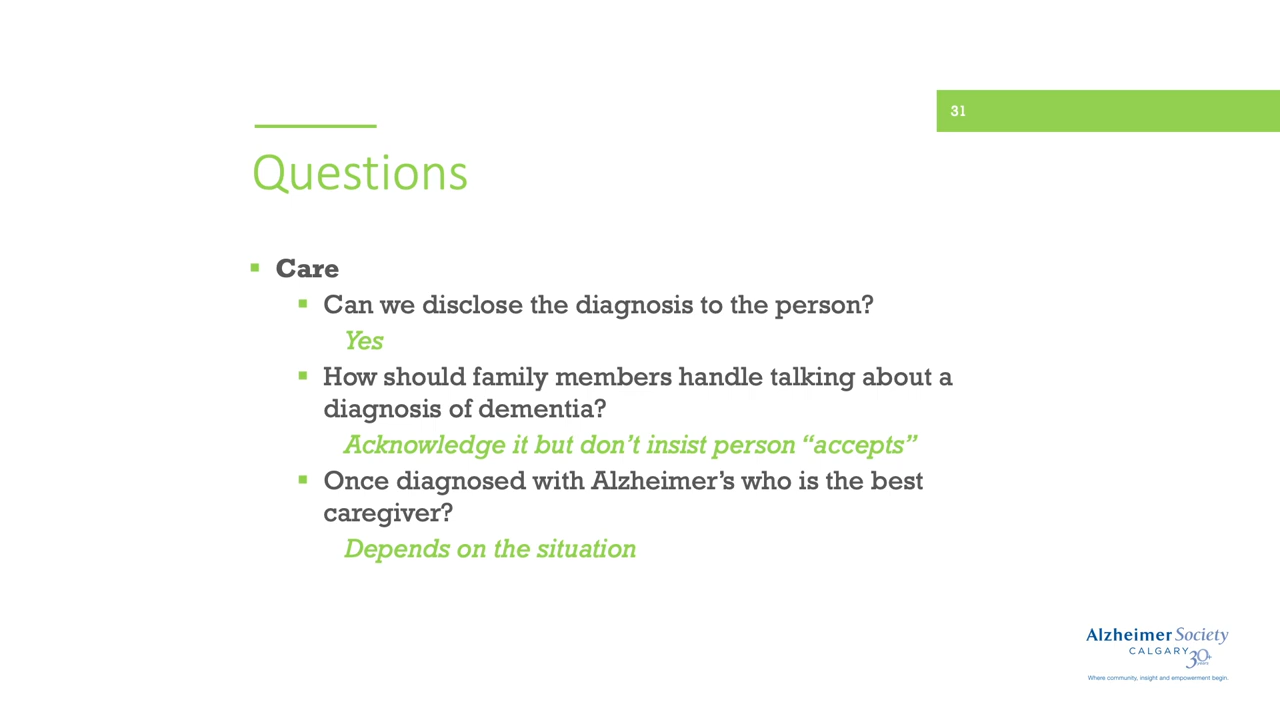 31
Questions
Care
Can we disclose the diagnosis to the person?
Yes
How should family members handle talking about a
diagnosis of dementia?
Acknowledge it but don’t insist person “accepts”
Once diagnosed with Alzheimer’s who is the best
caregiver?
Depends on the situation
Alzheimer Society
CALGARY 30+
years
Where community, insight and empowerment begin.